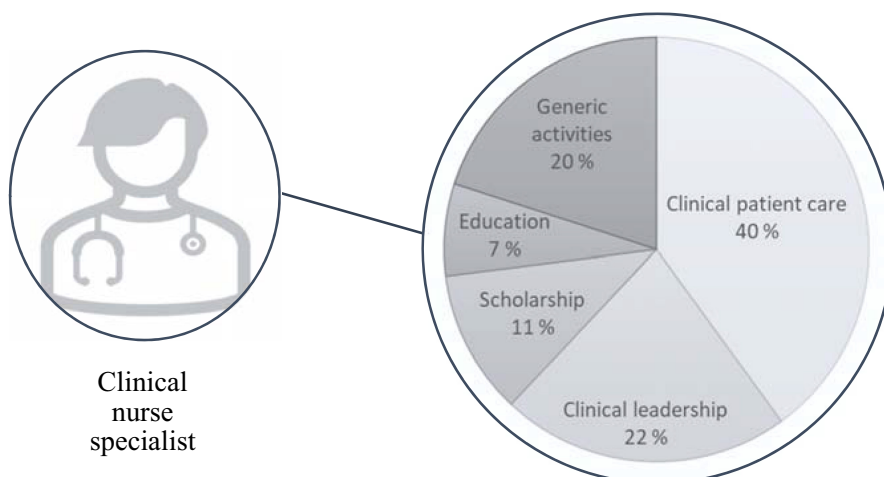 Generic
activities
20 %
Clinical patient care
40 %
Education
7 %
Scholarship
11 %
Clinical leadership
22 %
Clinical
nurse
specialist